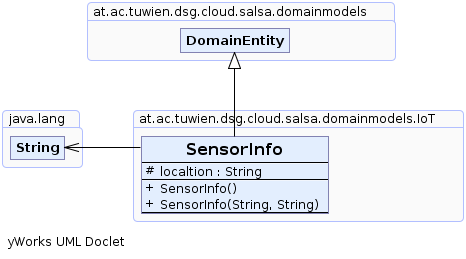 at.ac.tuwien.dsg.cloud.salsa.domainmodels
DomainEntity
java.lang
String
at.ac.tuwien.dsg.cloud.salsa.domainmodels.IoT
SensorInfo
# localtion : String
+ SensorInfo()
+ SensorInfo(String, String)
yWorks UML Doclet